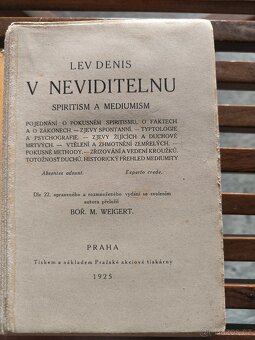 LEV DENIS
V NEVIDITELNU
SPIRITISM A MEDIUMISM
POJEDNÁNÍ O POKUSNÉM SPIRITISMU, O FAKTECH
A O ZÁKONECH — ZJEVY SPONTANNÍ. — TYPTOLOGIE
A PSYCHOGRAFIE. — ZJEVY ŽIJÍCÍCH A DUCHOVÉ
MRTVÝCH. — VTĚLENÍ A ZHMOTNĚNÍ ZEMŘELÝCH. —
POKUSNÉ METHODY. — ZŘIZOVÁNÍ A VEDENÍ KROUŽKŮ.
TOTOŽNOST DUCHŮ. HISTORICKÝ PŘEHLED MEDIUMITY
Absentes adsunt. Experto crede.
Dle 22. opraveného a rozmnoženého vydání se svolením
autora přeložil
BOŘ. M. WEIGERT.
PRAHA
Tiskem a nákladem Pražské akciové tiskárny
1925